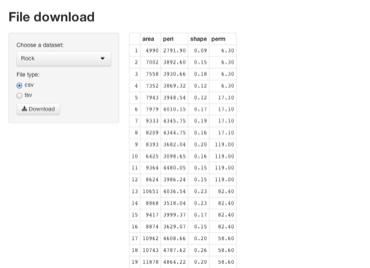 File download
Choose a dataset:
Rock
File type:
csv
tsv
Download
area peri shape perm
1 4990 2791.90 0.09 6.30
2 7002 3892.60 0.15 6.30
3 7558 3930.66 0.18 6.30
4 7352 3869.32 0.12 6.30
5 7943 3948.54 0.12 17.10
6 7979 4010.15 0.17 17.10
7 9333 4345.75 0.19 17.10
8 8209 4344.75 0.16 17.10
9 8393 3682.04 0.20 119.00
10 6425 3098.65 0.16 119.00
11 9364 4480.05 0.15 119.00
12 8624 3986.24 0.15 119.00
13 10651 4036.54 0.23 82.40
14 8868 3518.04 0.23 82.40
15 9417 3999.37 0.17 82.40
16 8874 3629.07 0.15 82.40
17 10962 4608.66 0.20 58.60
18 10743 4787.62 0.26 58.60
19 11878 4864.22 0.20 58.60